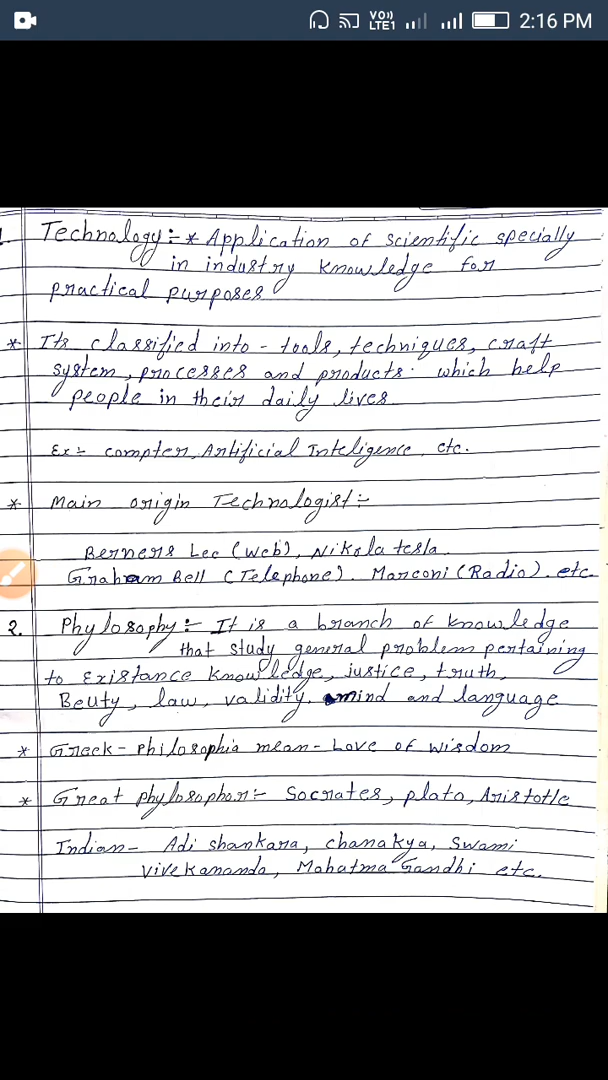 VO)) LTE1 2:16 PM
1. Technology:- * Application of scientific specially
in industry knowledge for
practical purposes
* Its classified into - tools, techniques, craft
system, processes and products. which help
people in their daily lives
Ex:- compter, Artificial Inteligence, etc.
* Main origin Technologist:-
Berners Lee (Web), Nikola tesla
Graham Bell (Telephone). Marconi (Radio). etc.
2. Phylosophy:- It is a branch of knowledge
that study general problem pertaining
to Existance knowledge, justice, truth,
Beuty, law, validity, mind and language
* Greek - Philosophia mean - Love of wisdom
* Great phylosophar:- Socrates, plato, Aristotle
Indian - Adi shankara, chanakya, Swami
vivekananda, Mahatma Gandhi etc.